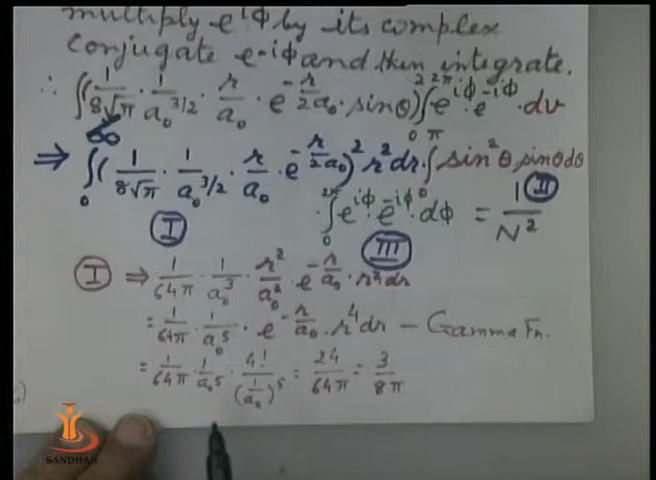 multiply e^{iφ} by its complex
conjugate e^{-iφ} and then integrate.
∴ ∫(1/8√π · 1/a₀^{3/2} · r/a₀ · e^{-r/2a₀} · sinθ)² ∫₀^{2π} e^{iφ} · e^{-iφ} · dv
⇒ ∫₀^∞ (1/8√π · 1/a₀^{3/2} · r/a₀ · e^{-r/2a₀})² r² dr · ∫₀^π sin²θ sinθ dθ
· ∫₀^{2π} e^{iφ} · e^{-iφ} dφ = 1/N²
I II III
I ⇒ 1/64π · 1/a₀³ · r²/a₀² · e^{-r/a₀} · r² dr
= 1/64π · 1/a₀⁵ · e^{-r/a₀} · r⁴ dr – Gamma Fn.
= 1/64π · 1/a₀⁵ · 4!/(1/a₀)⁵ = 24/64π = 3/8π
SANDHAN